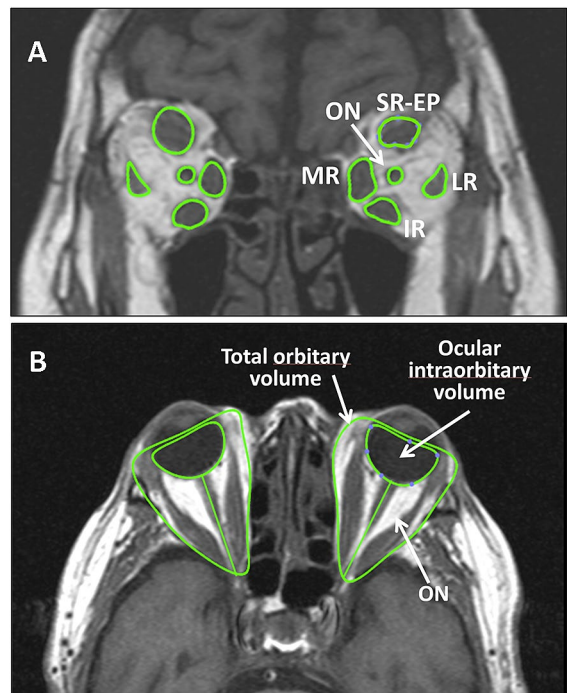 A
SR-EP
ON
MR
LR
IR
B
Total orbitary
volume
Ocular
intraorbitary
volume
ON